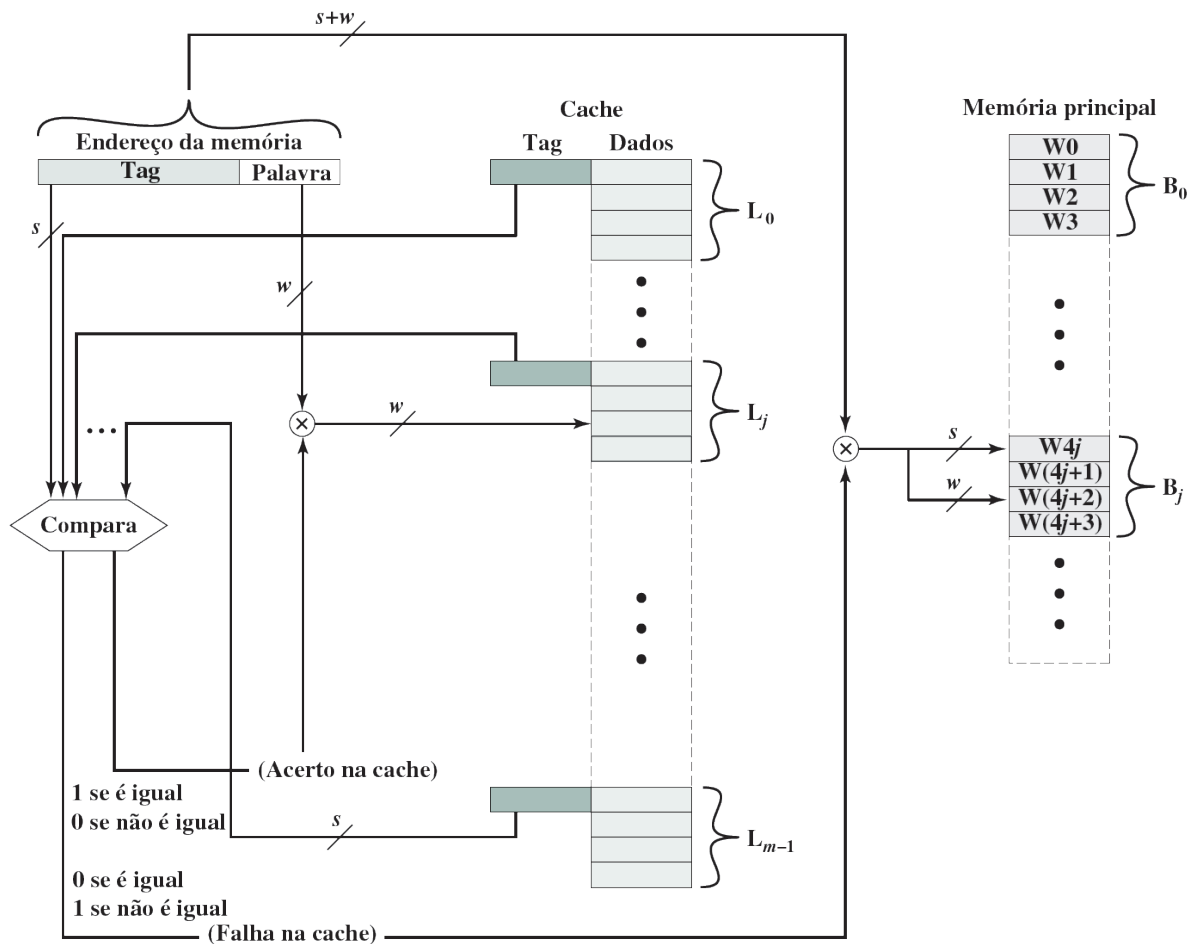 s+w
Cache
Memória principal
Endereço da memória
Tag
Dados
Tag
Palavra
W0
W1
W2
W3
B0
L0
s
w
Lj
w
...
s
w
W4j
W(4j+1)
W(4j+2)
W(4j+3)
Bj
Compara
(Acerto na cache)
1 se é igual
0 se não é igual
s
Lm–1
0 se é igual
1 se não é igual
(Falha na cache)